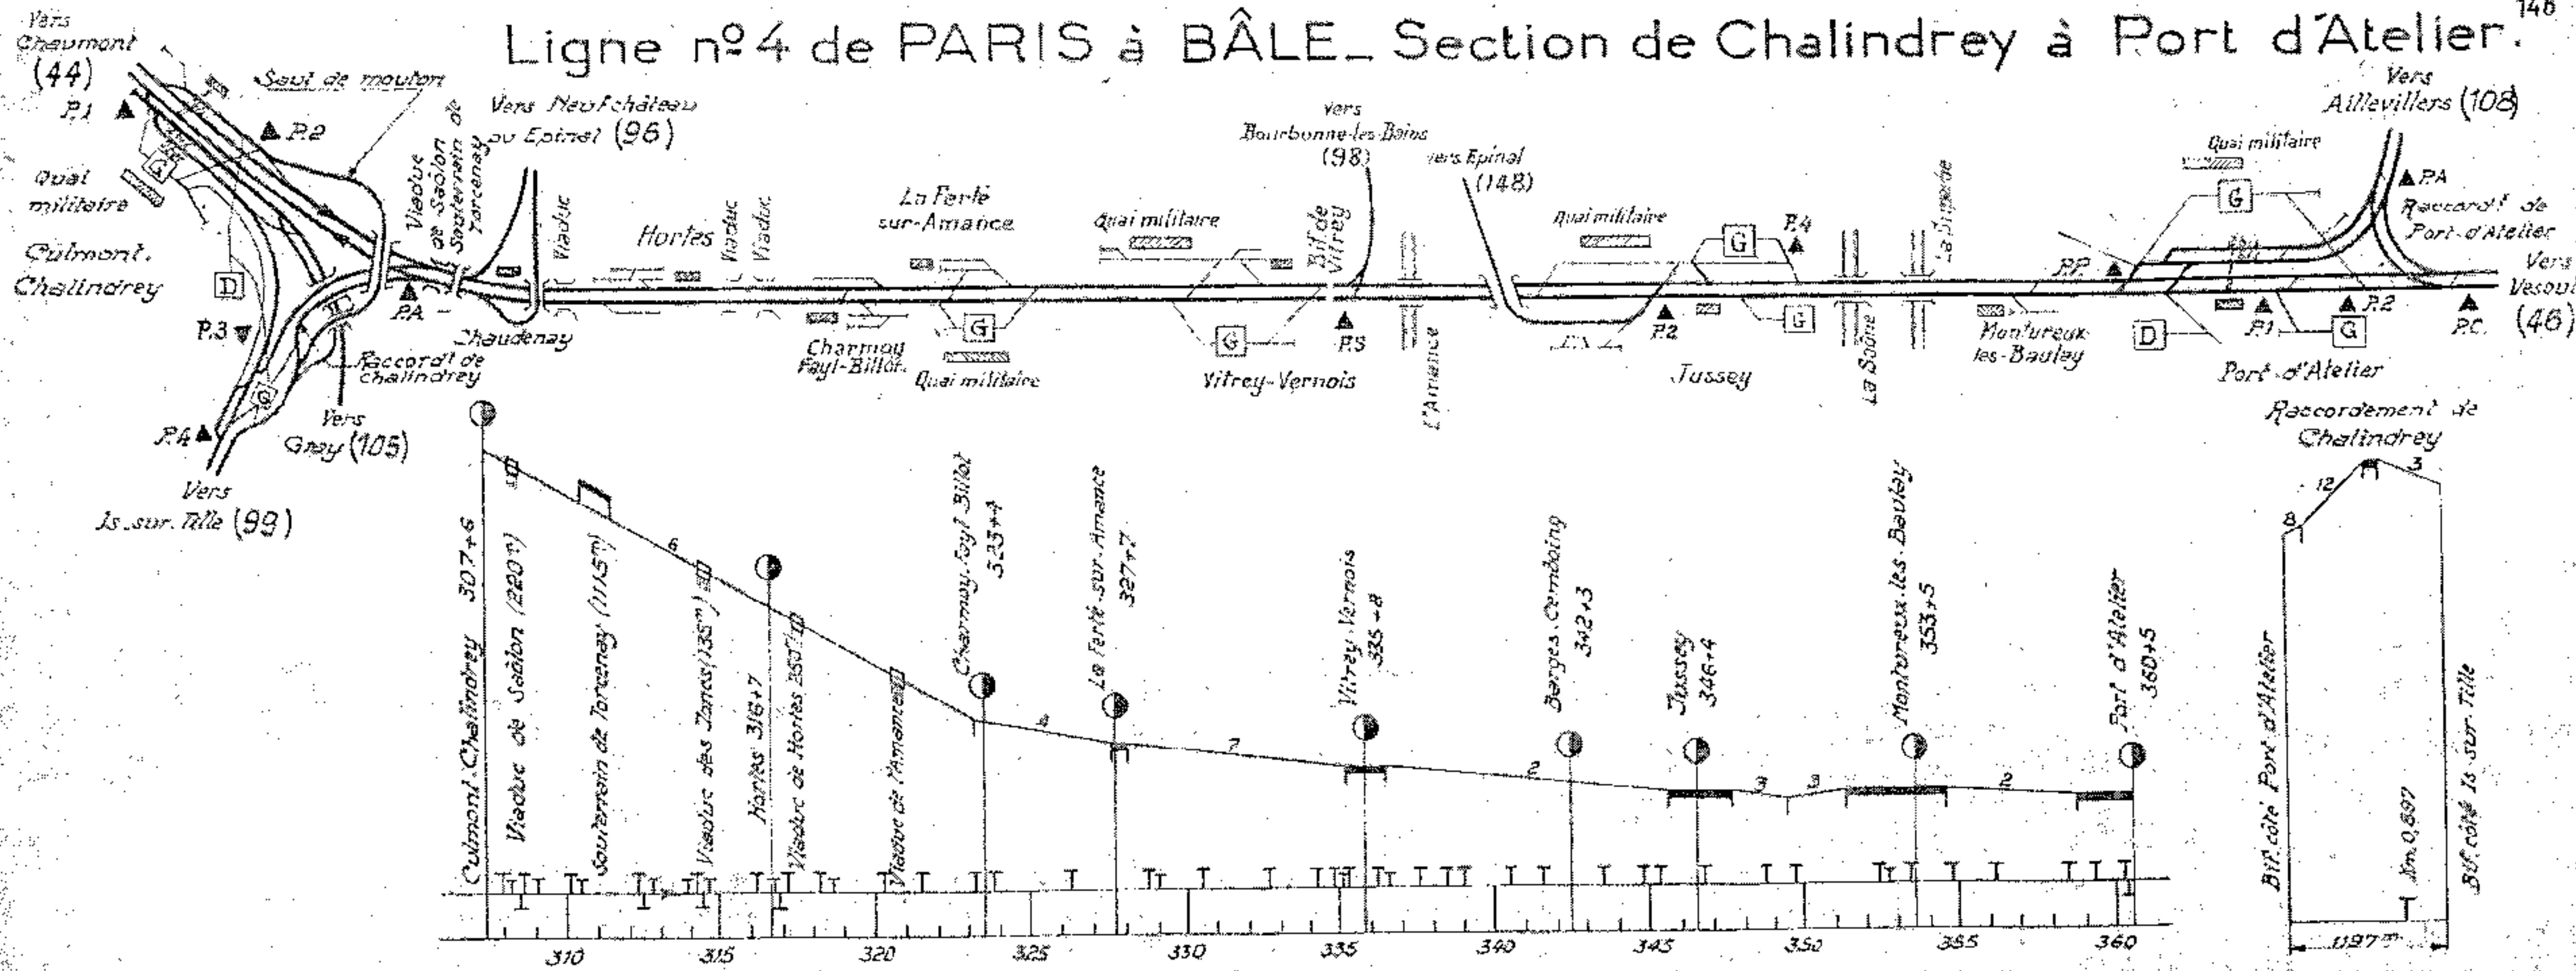 146
Ligne nº 4 de PARIS à BÂLE_ Section de Chalindrey à Port d'Atelier.
Vers
Chaumont
(44)
P.1
Saut de mouton
P.2
Quai
militaire
G
Culmont.
Chalindrey
D
P.3
P.4
G
Vers
Is-sur-Tille (99)
Vers
Gray (105)
Raccordt de
chalindrey
P.A
Viaduc
de Saôlon
Souterrain de
Torcenay
Vers Neufchâteau
ou Epinal (96)
Chaudenay
Viaduc
Hortes
Viaduc
Viaduc
Charmoy
Fayl-Billot.
La Ferté
sur-Amance
G
Quai militaire
Quai militaire
G
Vitrey-Vernois
Bif de
Vitrey
Vers
Bourbonne-les-Bains
(98)
P.S
L'Amance
vers Epinal
(148)
Quai militaire
P.2
G
P.4
G
Jussey
La Saône
Montureux
les-Baulay
P.P
D
Quai militaire
G
P.1
G
P.2
Port-d'Atelier
Vers
Aillevillers (108)
P.A
Raccordt de
Port-d'Atelier
P.C.
Vers
Vesoul
(46)
Culmont.Chalindrey 307+6
Viaduc de Saôlon (220m)
Souterrain de Torcenay (1115m)
6
Viaduc des Joncs (135m)
Hortes 316+7
Viaduc de Hortes 250m
Viaduc de l'Amance
Charmoy.Fayl Billot
323+4
4
La Ferté-sur-Amance
327+7
Vitrey-Vernois
335+8
2
Barges.Cemboing
342+3
Jussey
346+4
3
3
Montureux.les.Baulay
353+5
2
Port d'Atelier
360+5
310
315
320
325
330
335
340
345
350
355
360
Raccordement de
Chalindrey
8
12
3
Bif. côté Port d'Atelier
Km.0,897
Bif. côté Is sur Tille
1197m